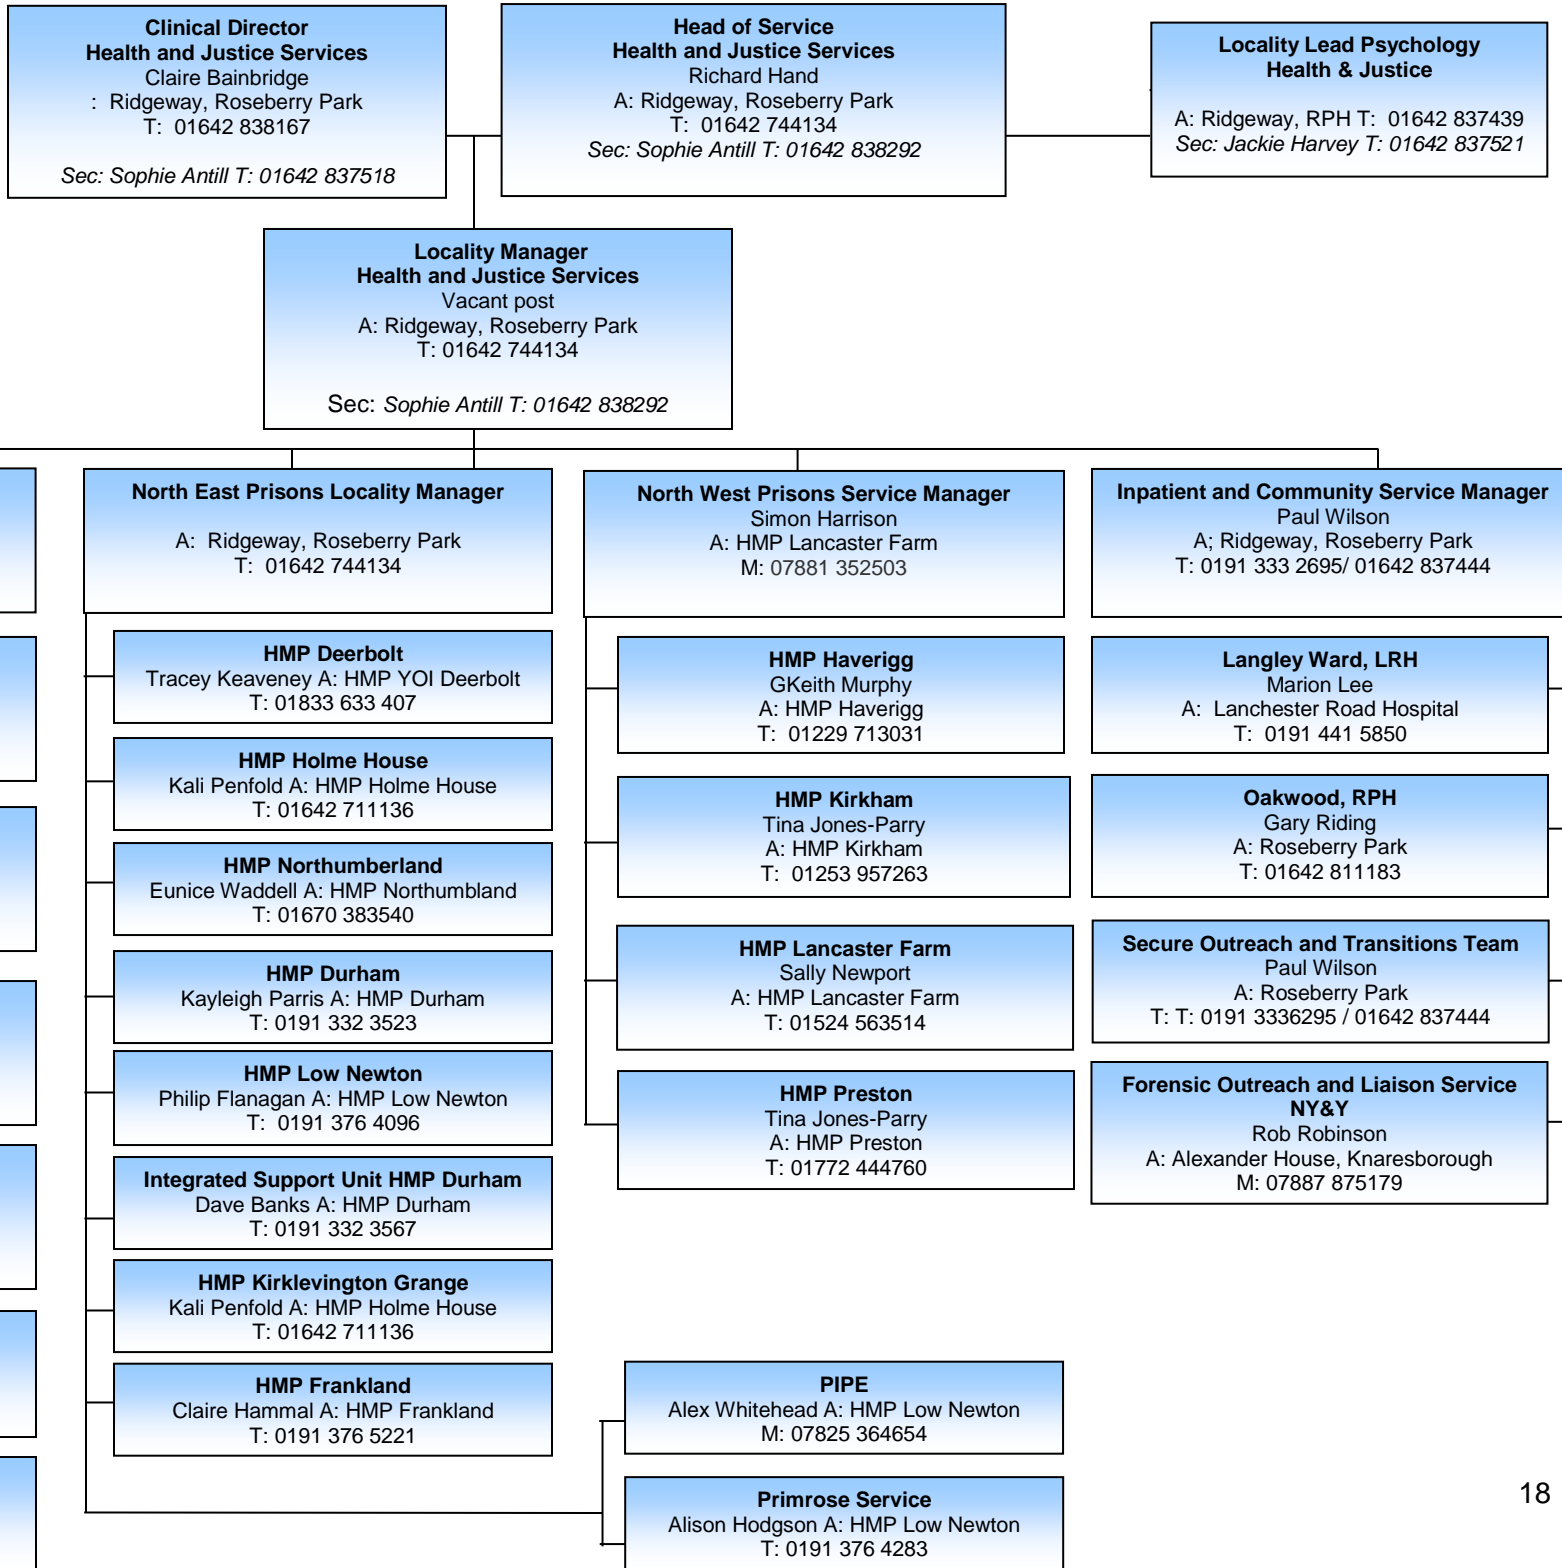 Clinical Director
Health and Justice Services
Claire Bainbridge
: Ridgeway, Roseberry Park
T: 01642 838167
Sec: Sophie Antill T: 01642 837518
Head of Service
Health and Justice Services
Richard Hand
A: Ridgeway, Roseberry Park
T: 01642 744134
Sec: Sophie Antill T: 01642 838292
Locality Lead Psychology
Health & Justice
A: Ridgeway, RPH T: 01642 837439
Sec: Jackie Harvey T: 01642 837521
Locality Manager
Health and Justice Services
Vacant post
A: Ridgeway, Roseberry Park
T: 01642 744134
Sec: Sophie Antill T: 01642 838292
North East Prisons Locality Manager
A: Ridgeway, Roseberry Park
T: 01642 744134
HMP Deerbolt
Tracey Keaveney A: HMP YOI Deerbolt
T: 01833 633 407
HMP Holme House
Kali Penfold A: HMP Holme House
T: 01642 711136
HMP Northumberland
Eunice Waddell A: HMP Northumbland
T: 01670 383540
HMP Durham
Kayleigh Parris A: HMP Durham
T: 0191 332 3523
HMP Low Newton
Philip Flanagan A: HMP Low Newton
T: 0191 376 4096
Integrated Support Unit HMP Durham
Dave Banks A: HMP Durham
T: 0191 332 3567
HMP Kirklevington Grange
Kali Penfold A: HMP Holme House
T: 01642 711136
HMP Frankland
Claire Hammal A: HMP Frankland
T: 0191 376 5221
North West Prisons Service Manager
Simon Harrison
A: HMP Lancaster Farm
M: 07881 352503
HMP Haverigg
GKeith Murphy
A: HMP Haverigg
T: 01229 713031
HMP Kirkham
Tina Jones-Parry
A: HMP Kirkham
T: 01253 957263
HMP Lancaster Farm
Sally Newport
A: HMP Lancaster Farm
T: 01524 563514
HMP Preston
Tina Jones-Parry
A: HMP Preston
T: 01772 444760
PIPE
Alex Whitehead A: HMP Low Newton
M: 07825 364654
Primrose Service
Alison Hodgson A: HMP Low Newton
T: 0191 376 4283
Inpatient and Community Service Manager
Paul Wilson
A; Ridgeway, Roseberry Park
T: 0191 333 2695/ 01642 837444
Langley Ward, LRH
Marion Lee
A: Lanchester Road Hospital
T: 0191 441 5850
Oakwood, RPH
Gary Riding
A: Roseberry Park
T: 01642 811183
Secure Outreach and Transitions Team
Paul Wilson
A: Roseberry Park
T: T: 0191 3336295 / 01642 837444
Forensic Outreach and Liaison Service
NY&Y
Rob Robinson
A: Alexander House, Knaresborough
M: 07887 875179
18